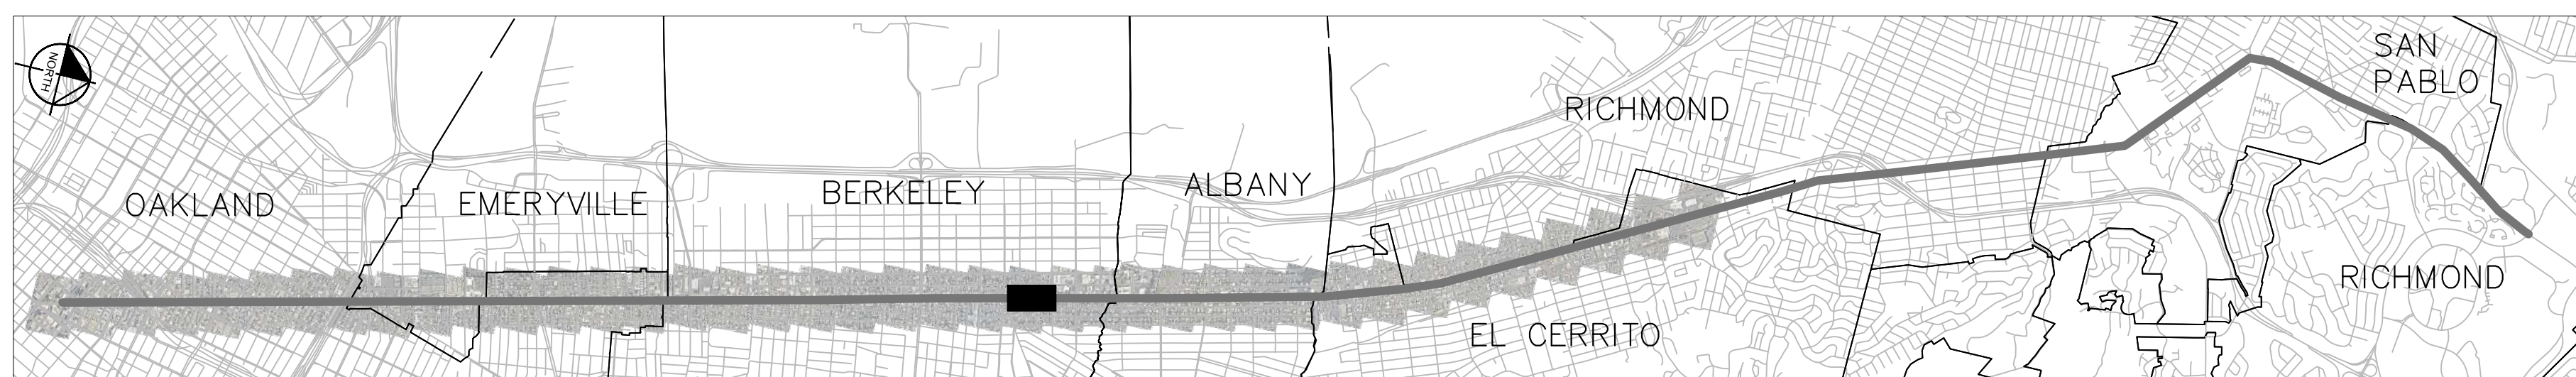 NORTH
OAKLAND
EMERYVILLE
BERKELEY
ALBANY
RICHMOND
EL CERRITO
SAN
PABLO
RICHMOND